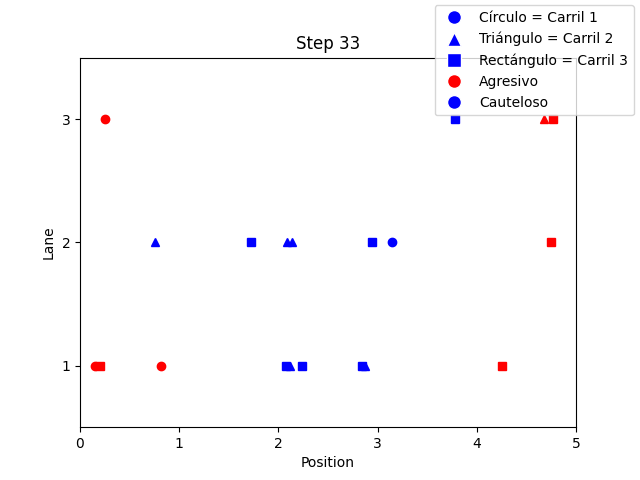 Step 33
Círculo = Carril 1
Triángulo = Carril 2
Rectángulo = Carril 3
Agresivo
Cauteloso
3
2
1
Lane
0 1 2 3 4 5
Position